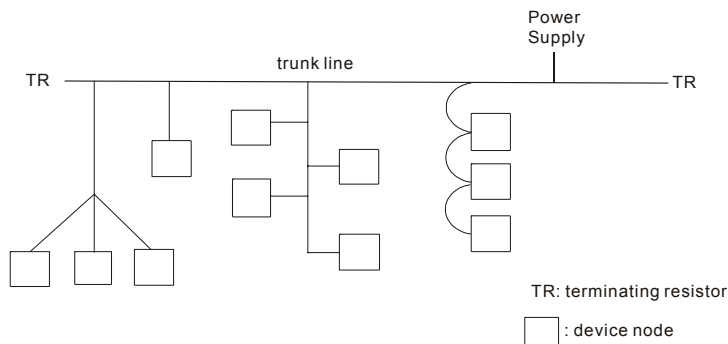 Power
Supply
trunk line
TR
TR
TR: terminating resistor
: device node